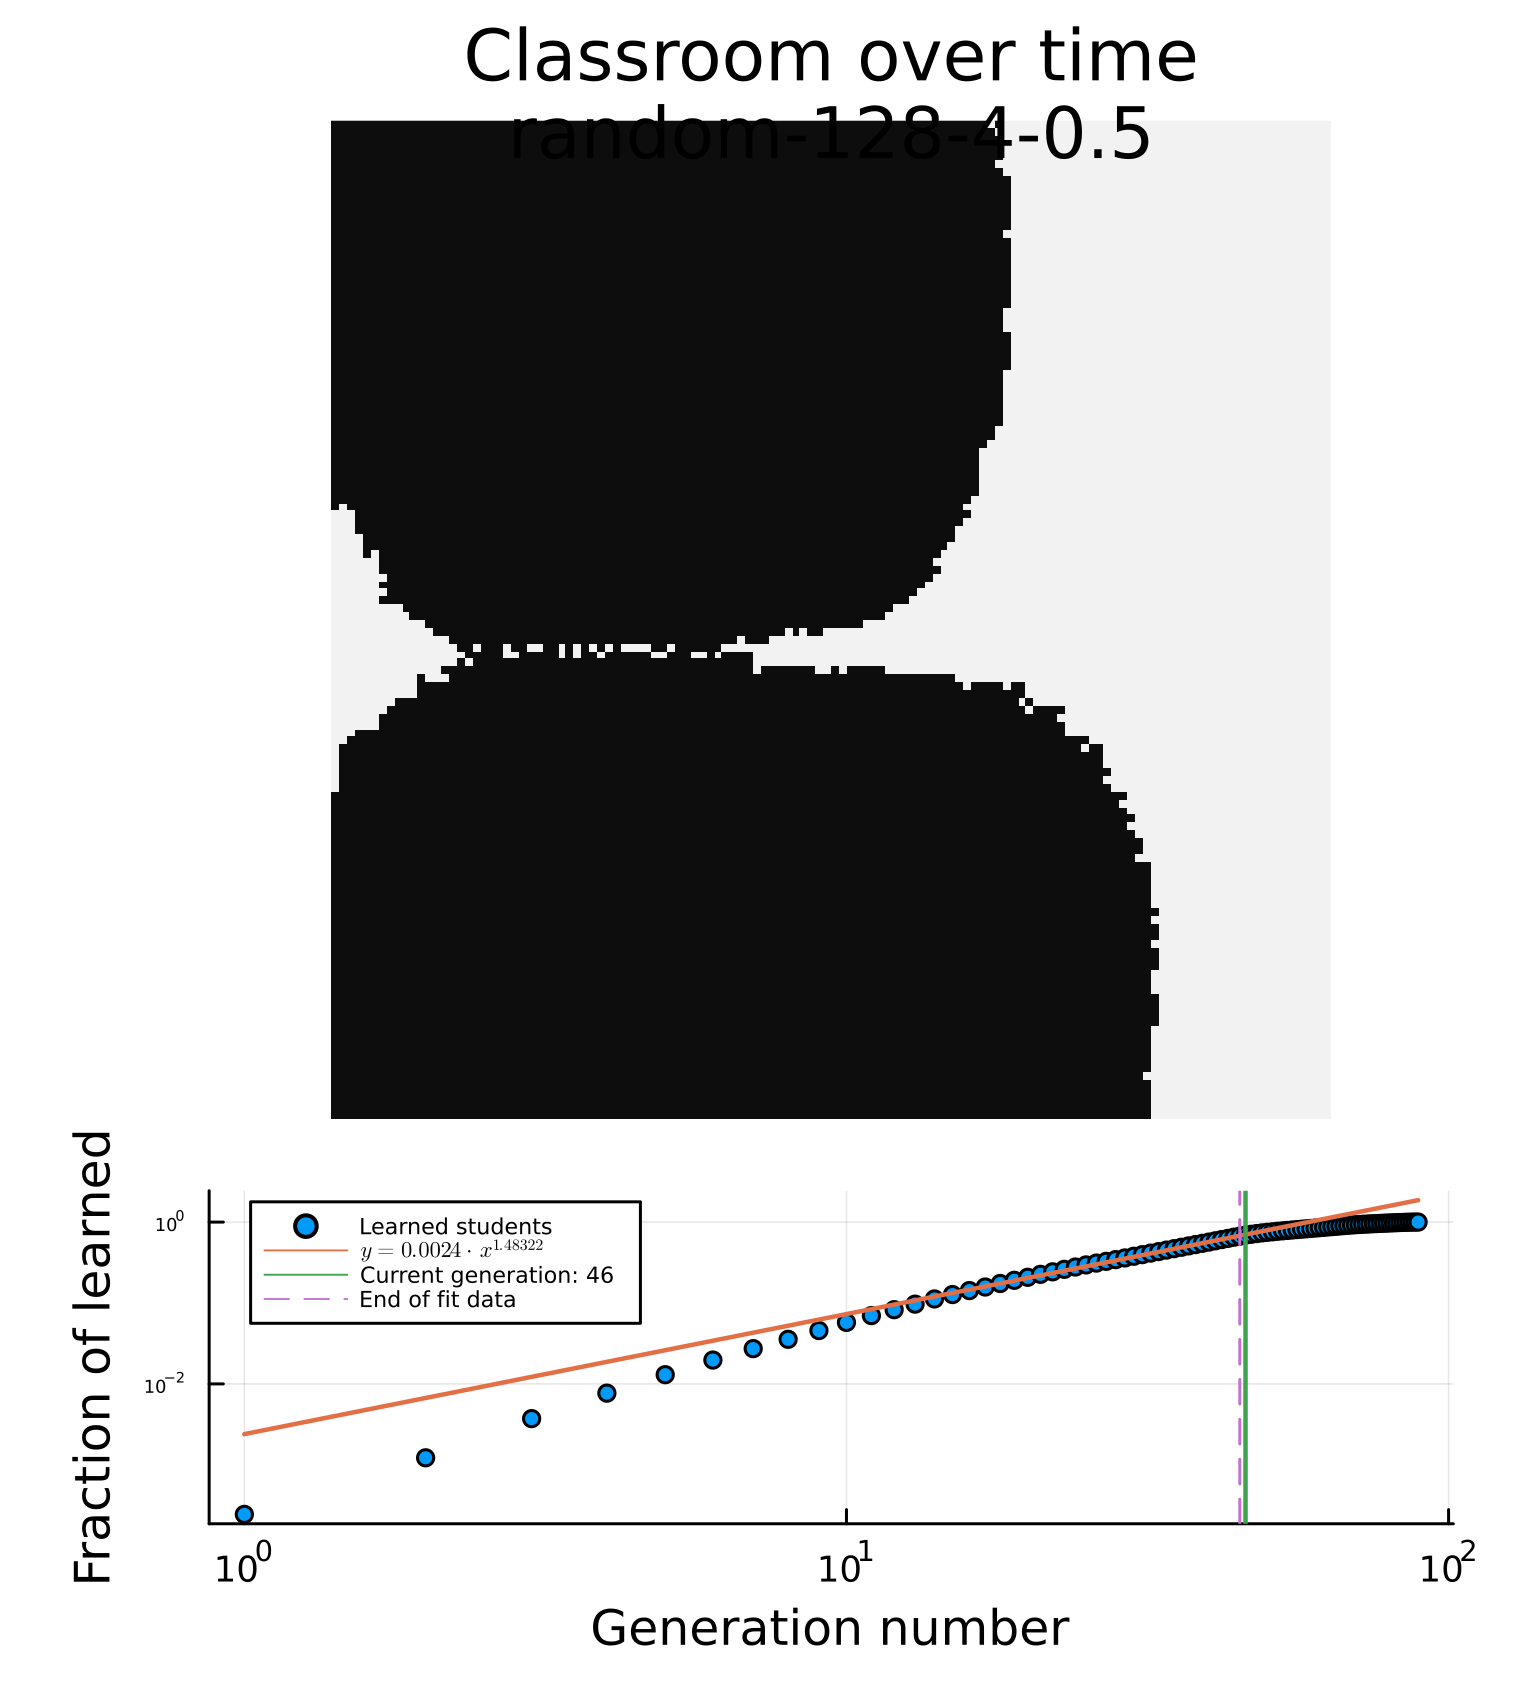 Classroom over time
random-128-4-0.5
Fraction of learned
10^0
10^−2
Learned students
y = 0.0024 · x^1.48322
Current generation: 46
End of fit data
10^0
10^1
10^2
Generation number